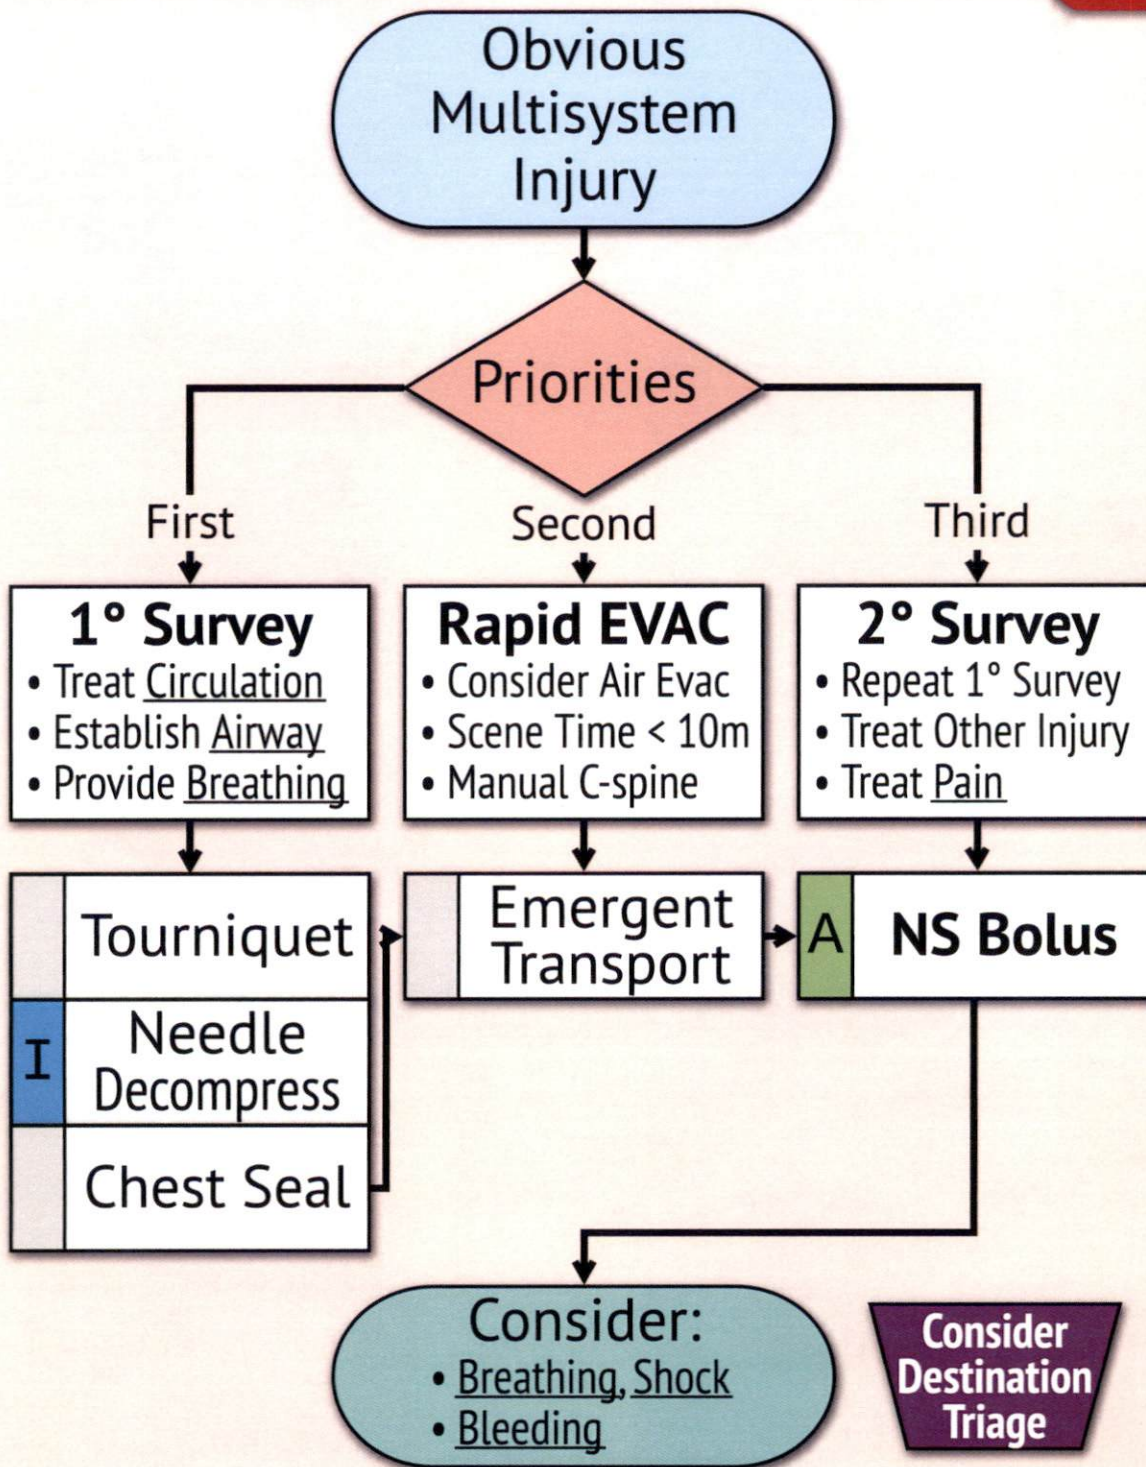 Obvious
Multisystem
Injury
Priorities
First
Second
Third
1° Survey
• Treat Circulation
• Establish Airway
• Provide Breathing
Rapid EVAC
• Consider Air Evac
• Scene Time < 10m
• Manual C-spine
2° Survey
• Repeat 1° Survey
• Treat Other Injury
• Treat Pain
Tourniquet
I
Needle
Decompress
Chest Seal
Emergent
Transport
A
NS Bolus
Consider:
• Breathing, Shock
• Bleeding
Consider
Destination
Triage